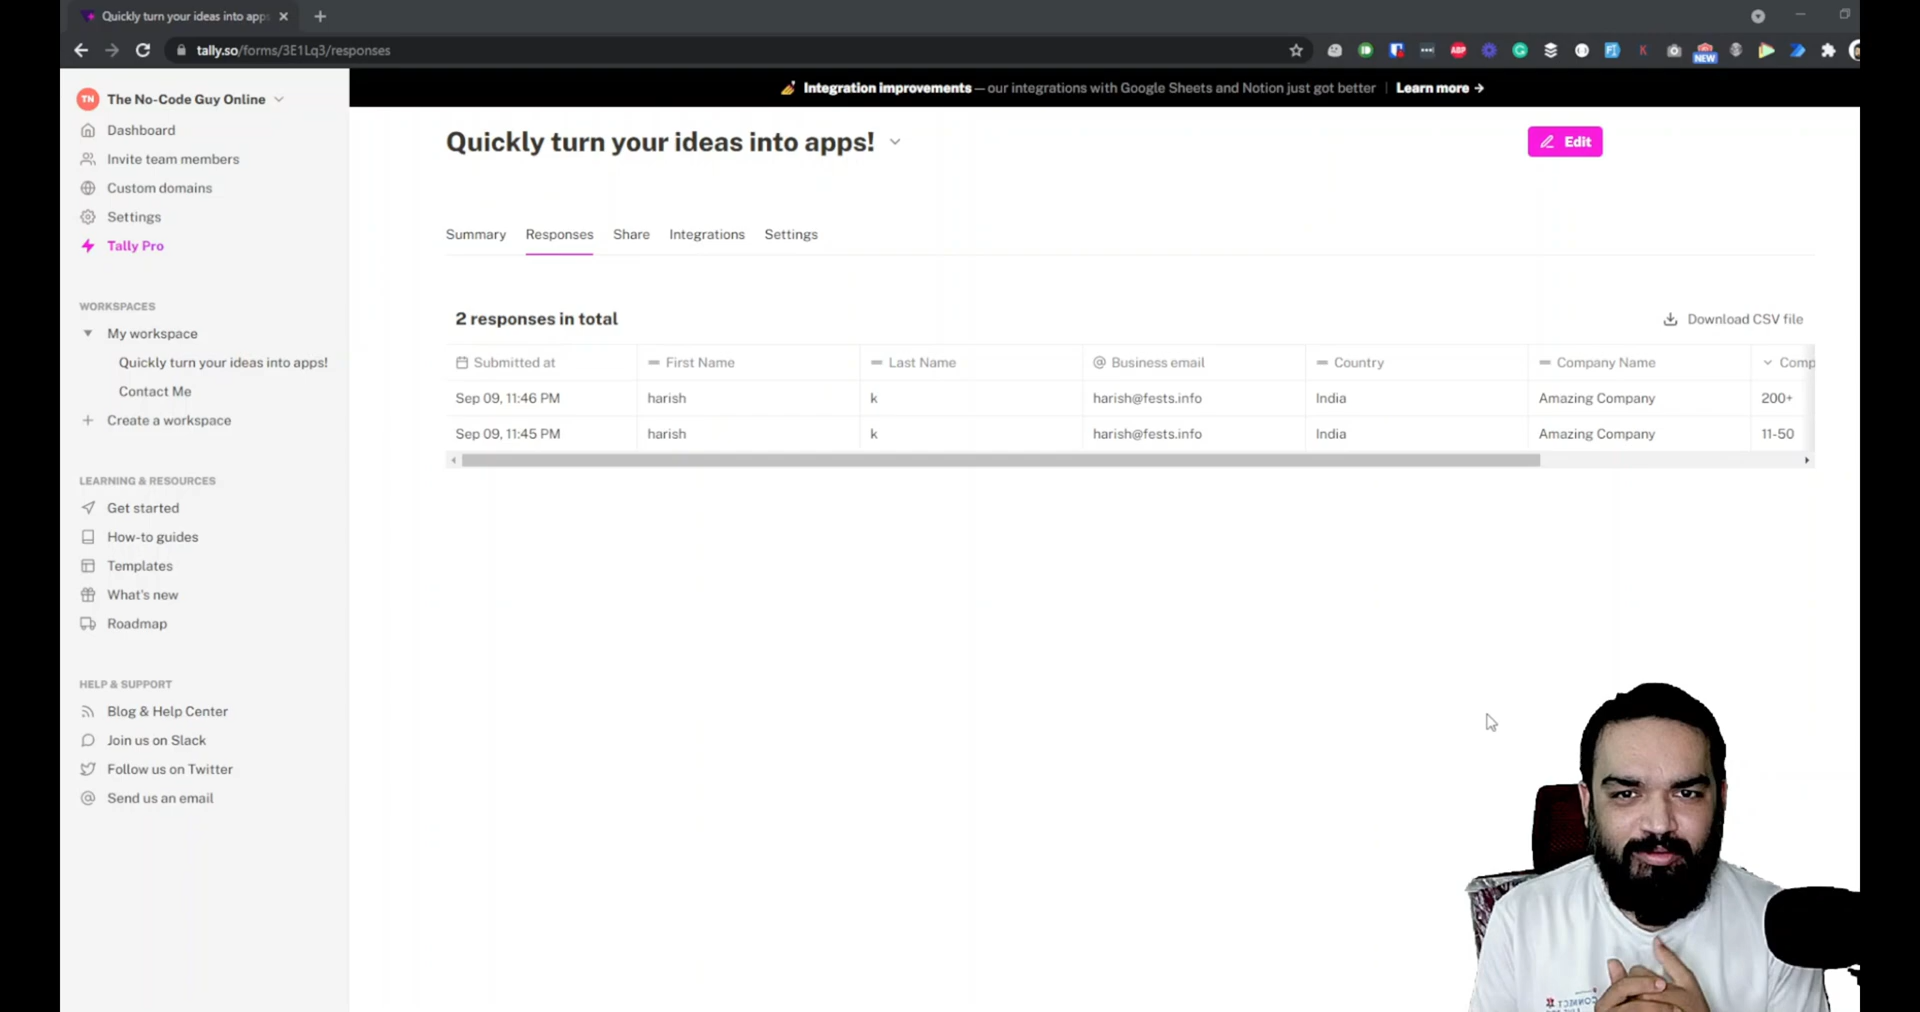 Quickly turn your ideas into apps
tally.so/forms/3E1Lq3/responses
ABP
NEW
K
TN
The No-Code Guy Online
Dashboard
Invite team members
Custom domains
Settings
Tally Pro
WORKSPACES
My workspace
Quickly turn your ideas into apps!
Contact Me
Create a workspace
LEARNING & RESOURCES
Get started
How-to guides
Templates
What's new
Roadmap
HELP & SUPPORT
Blog & Help Center
Join us on Slack
Follow us on Twitter
Send us an email
Integration improvements — our integrations with Google Sheets and Notion just got better | Learn more →
Quickly turn your ideas into apps!
Edit
Summary Responses Share Integrations Settings
2 responses in total
Download CSV file
Submitted at First Name Last Name Business email Country Company Name Comp
Sep 09, 11:46 PM harish k harish@fests.info India Amazing Company 200+
Sep 09, 11:45 PM harish k harish@fests.info India Amazing Company 11-50
CONNECT